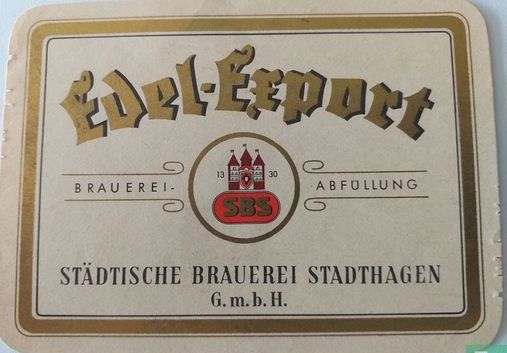 Edel-Export
BRAUEREI- ABFÜLLUNG
13 30
SBS
STÄDTISCHE BRAUEREI STADTHAGEN
G.m.b.H.